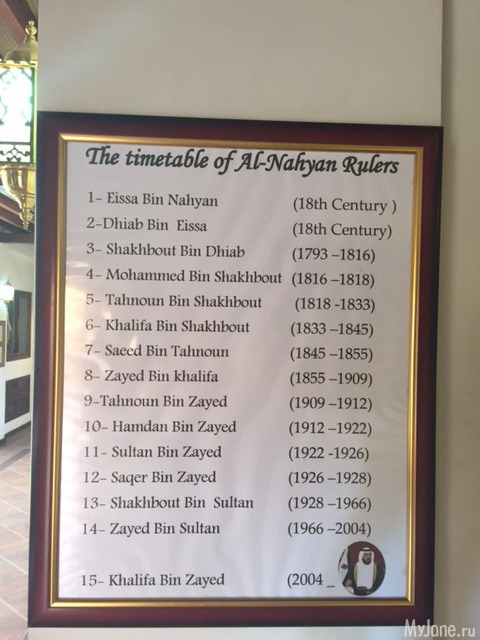 The timetable of Al-Nahyan Rulers
1- Eissa Bin Nahyan (18th Century )
2-Dhiab Bin Eissa (18th Century)
3- Shakhbout Bin Dhiab (1793 –1816)
4- Mohammed Bin Shakhbout (1816 –1818)
5- Tahnoun Bin Shakhbout (1818 -1833)
6- Khalifa Bin Shakhbout (1833 –1845)
7- Saeed Bin Tahnoun (1845 –1855)
8- Zayed Bin khalifa (1855 –1909)
9-Tahnoun Bin Zayed (1909 –1912)
10- Hamdan Bin Zayed (1912 –1922)
11- Sultan Bin Zayed (1922 -1926)
12- Saqer Bin Zayed (1926 –1928)
13- Shakhbout Bin Sultan (1928 –1966)
14- Zayed Bin Sultan (1966 –2004)
15- Khalifa Bin Zayed (2004 _
MyJane.ru